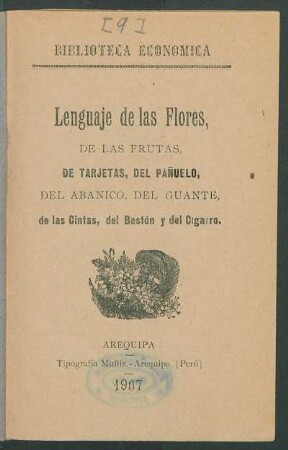 [9]
BIBLIOTECA ECONOMICA
Lenguaje de las Flores,
DE LAS FRUTAS,
DE TARJETAS, DEL PAÑUELO,
DEL ABANICO, DEL GUANTE,
de las Cintas, del Bastón y del Cigarro.
AREQUIPA
Tipografía Muñiz.-Arequipa. (Perú)
1907